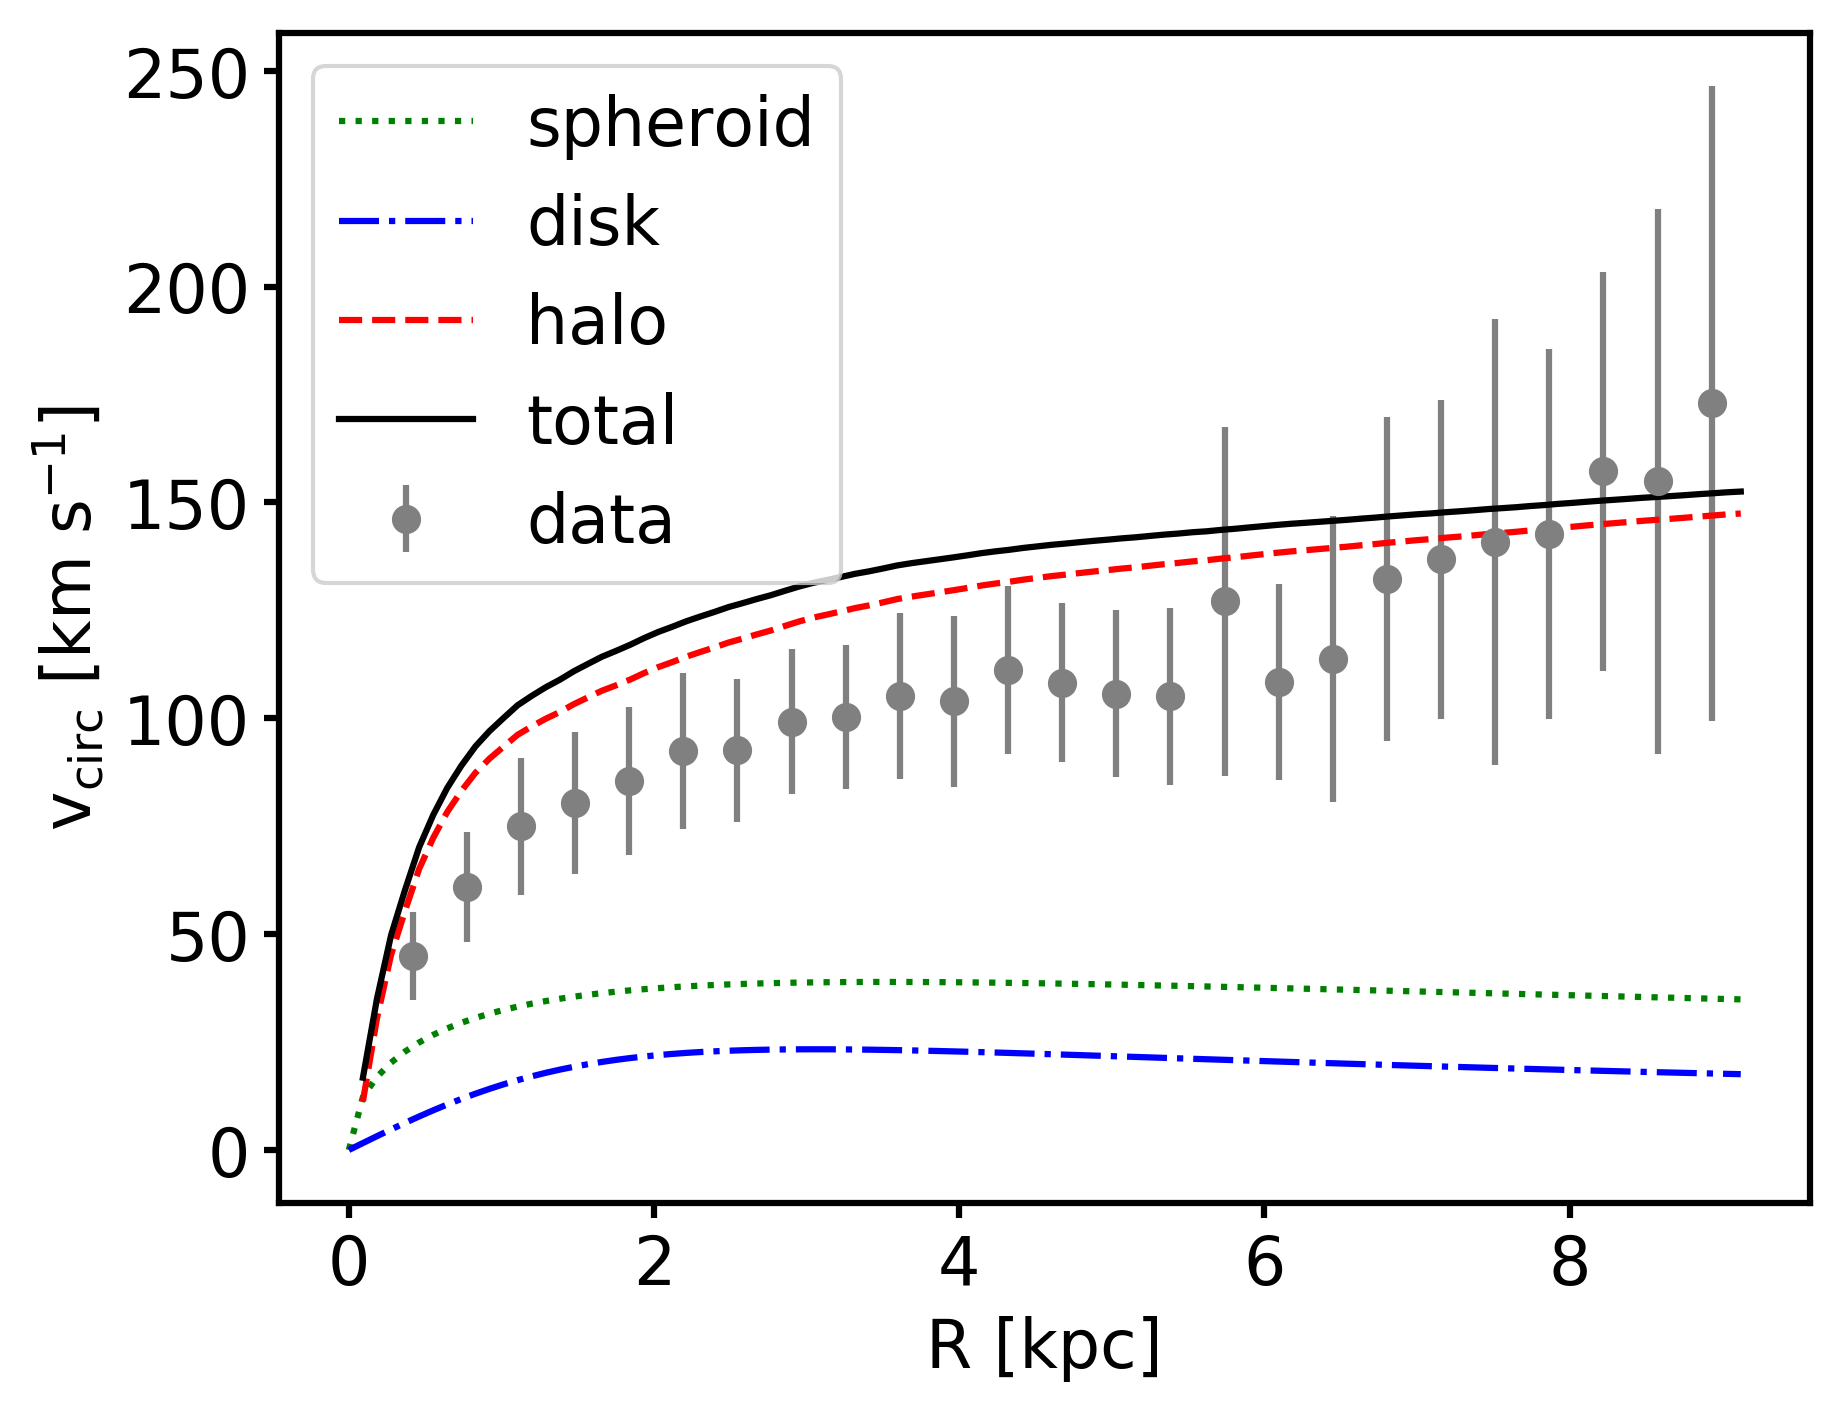 250
200
150
100
50
0
v_circ [km s⁻¹]
spheroid
disk
halo
total
data
0 2 4 6 8
R [kpc]